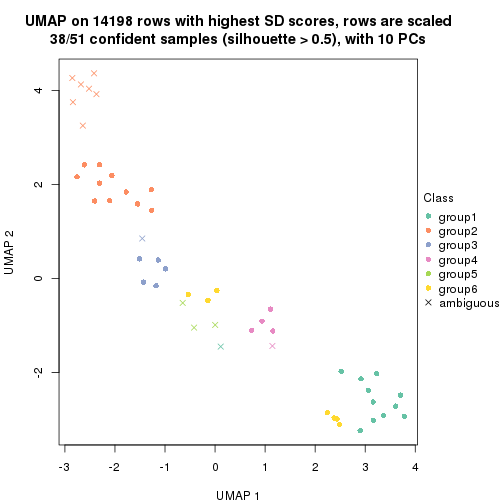 UMAP on 14198 rows with highest SD scores, rows are scaled
38/51 confident samples (silhouette > 0.5), with 10 PCs
4
2
0
-2
UMAP 2
-3
-2
-1
0
1
2
3
4
UMAP 1
Class
group1
group2
group3
group4
group5
group6
ambiguous